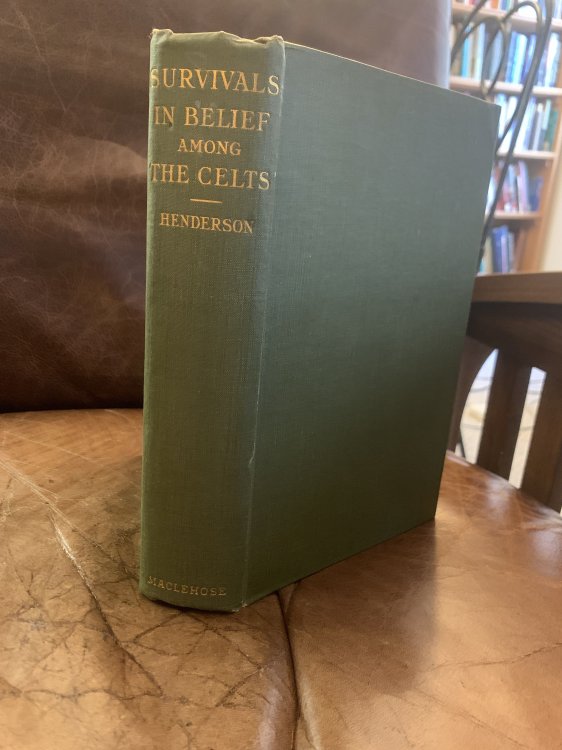 SURVIVALS
IN BELIEF
AMONG
THE CELTS
HENDERSON
MACLEHOSE